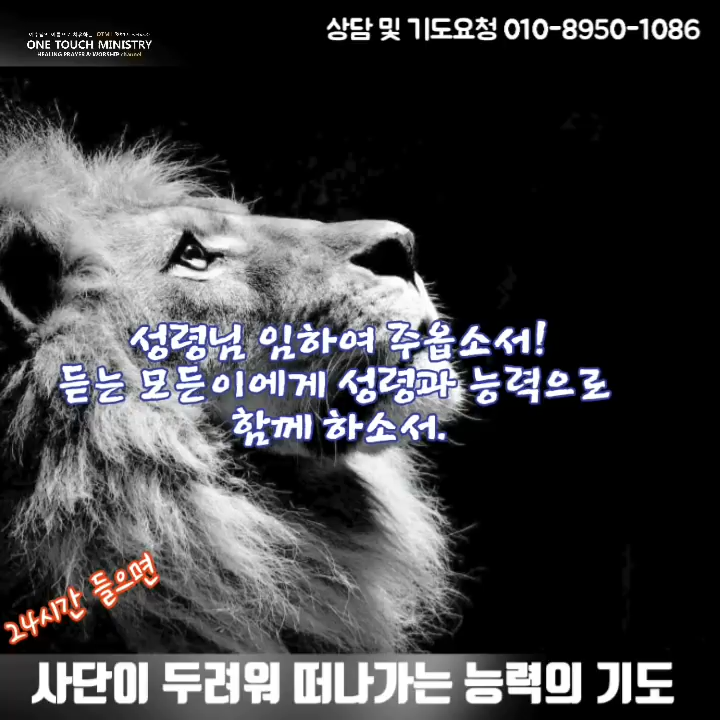 상담 및 기도요청 010-8950-1086
ONE TOUCH MINISTRY
HEALING PRAYER & WORSHIP channel
성령님 임하여 주옵소서!
듣는 모든이에게 성령과 능력으로
함께 하소서.
24시간 들으면
사단이 두려워 떠나가는 능력의 기도